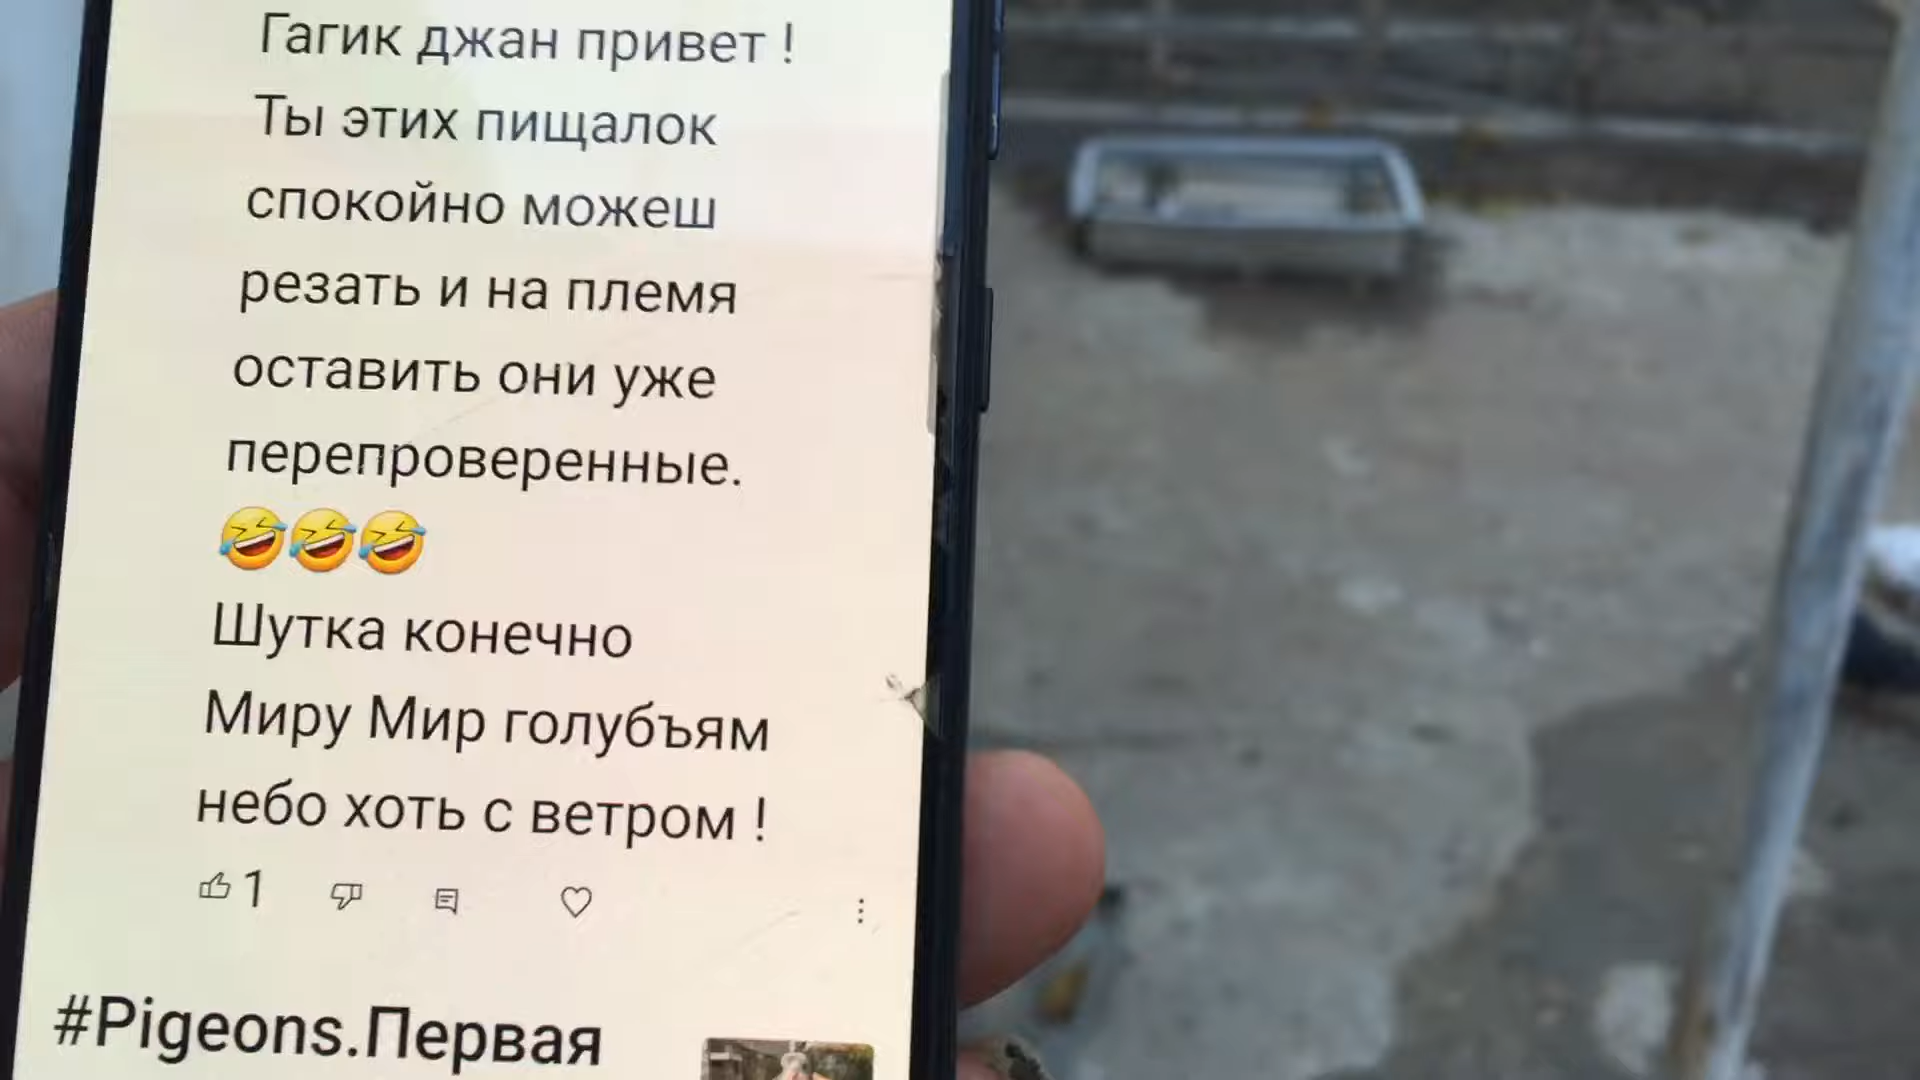 Гагик джан привет !
Ты этих пищалок
спокойно можеш
резать и на племя
оставить они уже
перепроверенные.
🤣🤣🤣
Шутка конечно
Миру Мир голубъям
небо хоть с ветром !
1
#Pigeons.Первая